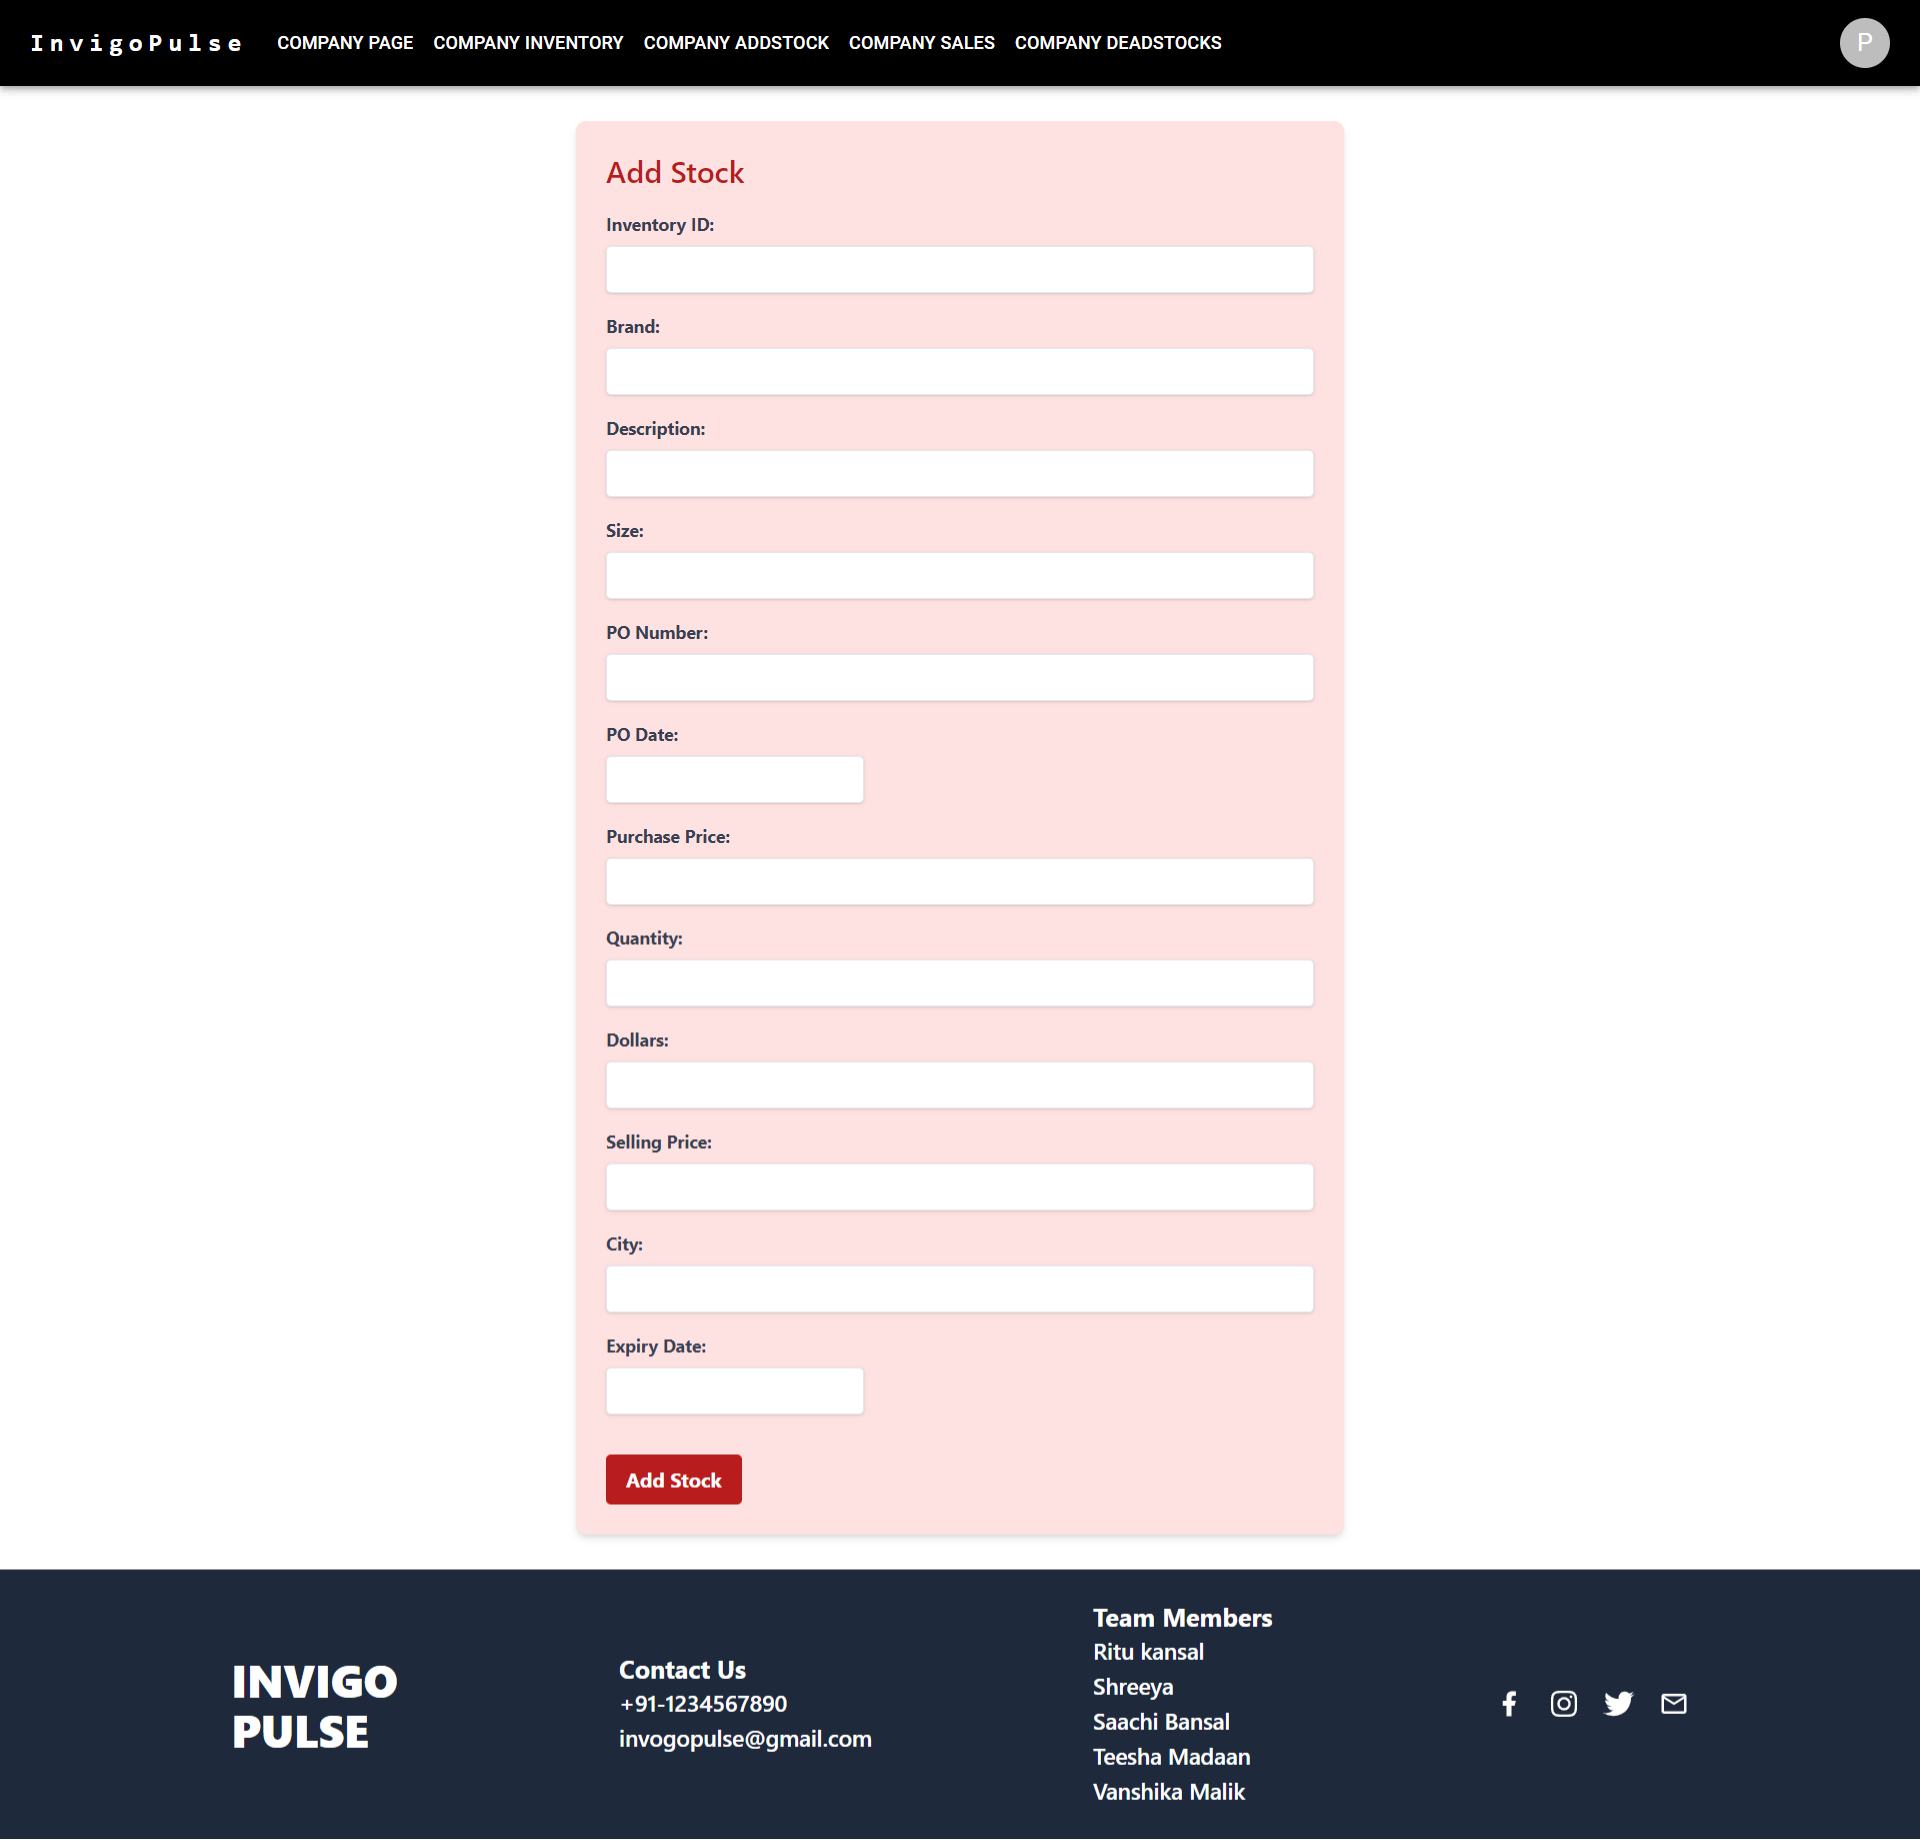 InvigoPulse COMPANY PAGE COMPANY INVENTORY COMPANY ADDSTOCK COMPANY SALES COMPANY DEADSTOCKS P
Add Stock
Inventory ID:
Brand:
Description:
Size:
PO Number:
PO Date:
Purchase Price:
Quantity:
Dollars:
Selling Price:
City:
Expiry Date:
Add Stock
INVIGO
PULSE
Contact Us
+91-1234567890
invogopulse@gmail.com
Team Members
Ritu kansal
Shreeya
Saachi Bansal
Teesha Madaan
Vanshika Malik